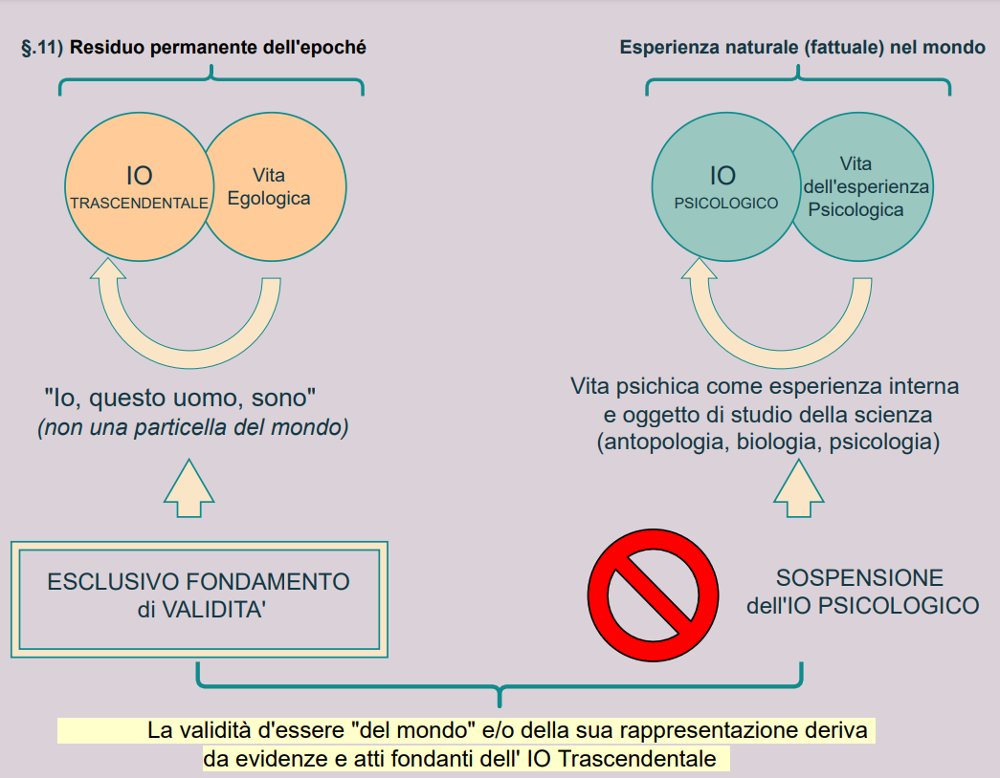 §.11) Residuo permanente dell'epoché
IO
TRASCENDENTALE
Vita
Egologica
"Io, questo uomo, sono"
(non una particella del mondo)
ESCLUSIVO FONDAMENTO
di VALIDITA'
Esperienza naturale (fattuale) nel mondo
IO
PSICOLOGICO
Vita
dell'esperienza
Psicologica
Vita psichica come esperienza interna
e oggetto di studio della scienza
(antopologia, biologia, psicologia)
SOSPENSIONE
dell'IO PSICOLOGICO
La validità d'essere "del mondo" e/o della sua rappresentazione deriva
da evidenze e atti fondanti dell' IO Trascendentale